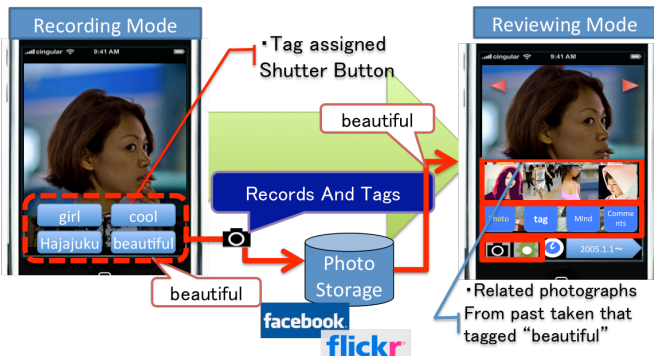 Recording Mode
Reviewing Mode
cingular 9:41 AM
cingular 9:41 AM
・Tag assigned
Shutter Button
beautiful
Records And Tags
girl
cool
Hajajuku
beautiful
beautiful
Photo
Storage
facebook
flickr
Photo
tag
MInd
Comme
nts
2005.1.1～
・Related photographs
From past taken that
tagged “beautiful”